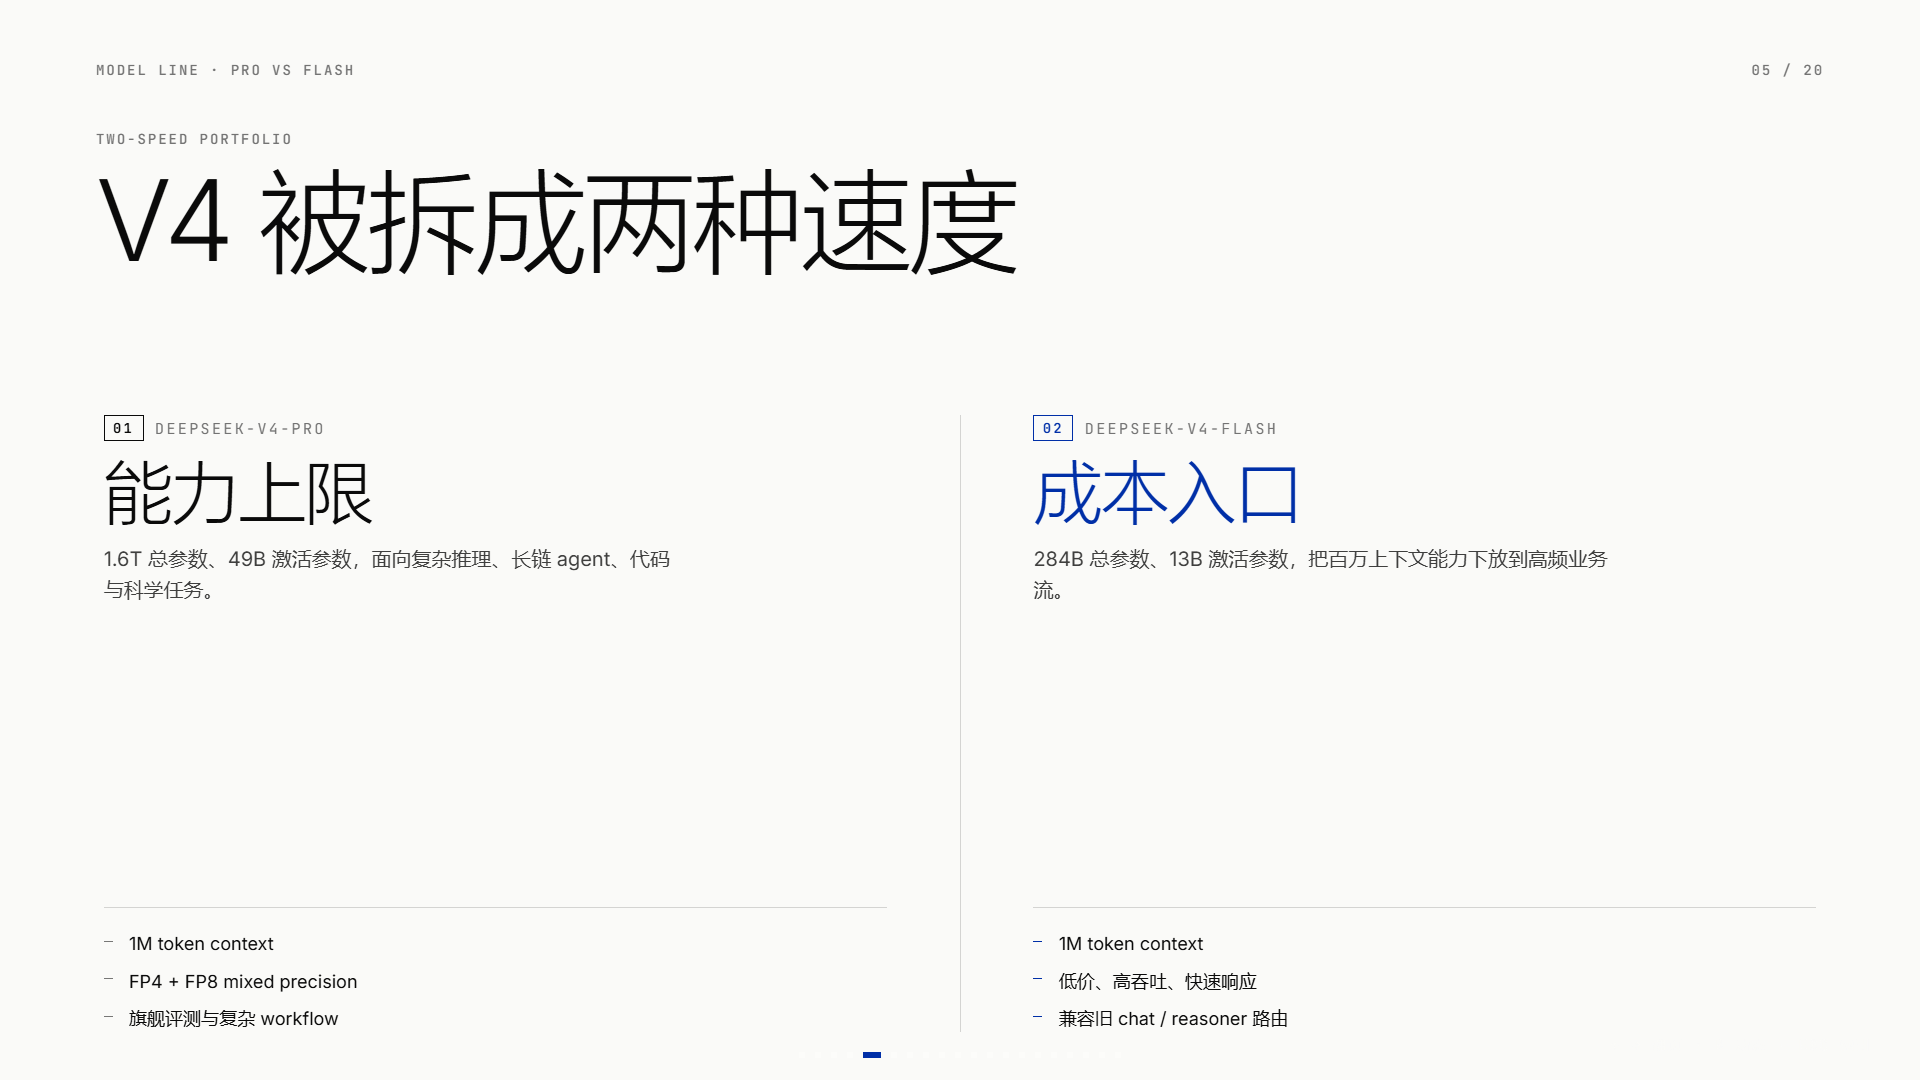 MODEL LINE · PRO VS FLASH
05 / 20
TWO-SPEED PORTFOLIO
V4 被拆成两种速度
01 DEEPSEEK-V4-PRO
能力上限
1.6T 总参数、49B 激活参数，面向复杂推理、长链 agent、代码
与科学任务。
– 1M token context
– FP4 + FP8 mixed precision
– 旗舰评测与复杂 workflow
02 DEEPSEEK-V4-FLASH
成本入口
284B 总参数、13B 激活参数，把百万上下文能力下放到高频业务
流。
– 1M token context
– 低价、高吞吐、快速响应
– 兼容旧 chat / reasoner 路由